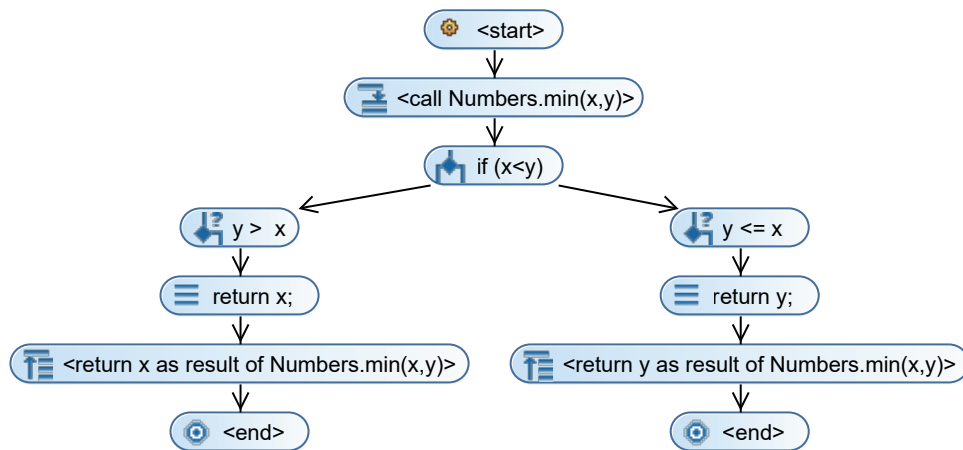 <start>
<call Numbers.min(x,y)>
if (x<y)
y > x
y <= x
return x;
return y;
<return x as result of Numbers.min(x,y)>
<return y as result of Numbers.min(x,y)>
<end>
<end>